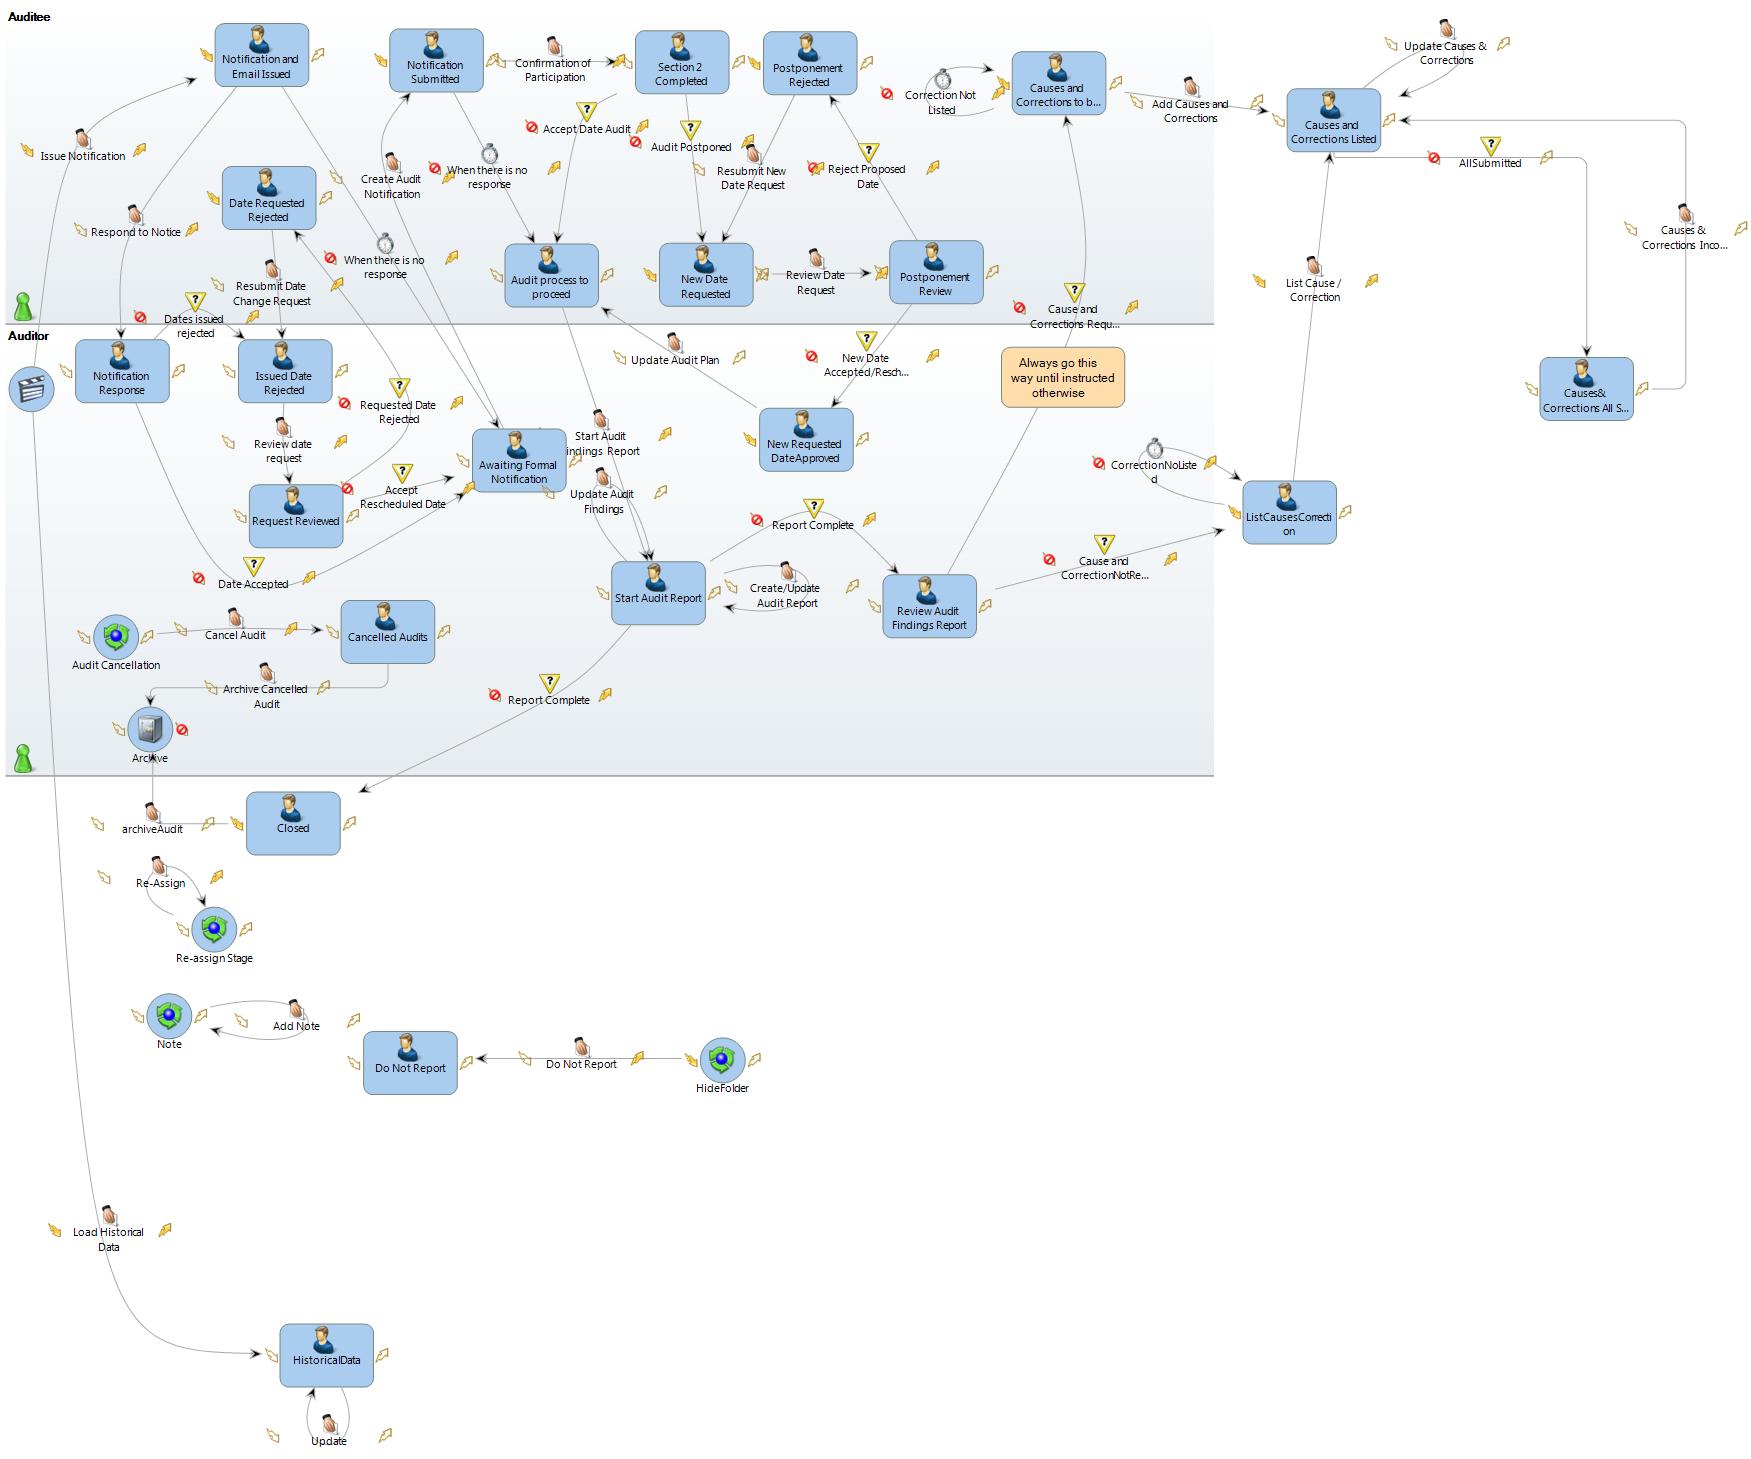 Auditee
Notification and
Email Issued
Notification
Submitted
Confirmation of
Participation
Section 2
Completed
Postponement
Rejected
Correction Not
Listed
Causes and
Corrections to b...
Add Causes and
Corrections
Update Causes &
Corrections
Causes and
Corrections Listed
AllSubmitted
Causes &
Corrections Inco...
Issue Notification
Accept Date Audit
Audit Postponed
Resubmit New
Date Request
Reject Proposed
Date
Create Audit
Notification
When there is no
response
Date Requested
Rejected
Respond to Notice
When there is no
response
Resubmit Date
Change Request
Dates issued
rejected
Audit process to
proceed
New Date
Requested
Review Date
Request
Postponement
Review
Cause and
Corrections Requ...
List Cause /
Correction
Auditor
Notification
Response
Issued Date
Rejected
Requested Date
Rejected
Update Audit Plan
New Date
Accepted/Resch...
Always go this
way until instructed
otherwise
Causes&
Corrections All S...
Review date
request
Accept
Rescheduled Date
Request Reviewed
Awaiting Formal
Notification
Start Audit
indings Report
Update Audit
Findings
New Requested
DateApproved
CorrectionNoListe
d
ListCausesCorrecti
on
Report Complete
Cause and
CorrectionNotRe...
Date Accepted
Start Audit Report
Create/Update
Audit Report
Review Audit
Findings Report
Audit Cancellation
Cancel Audit
Cancelled Audits
Archive Cancelled
Audit
Report Complete
Archive
archiveAudit
Closed
Re-Assign
Re-assign Stage
Note
Add Note
Do Not Report
Do Not Report
HideFolder
Load Historical
Data
HistoricalData
Update